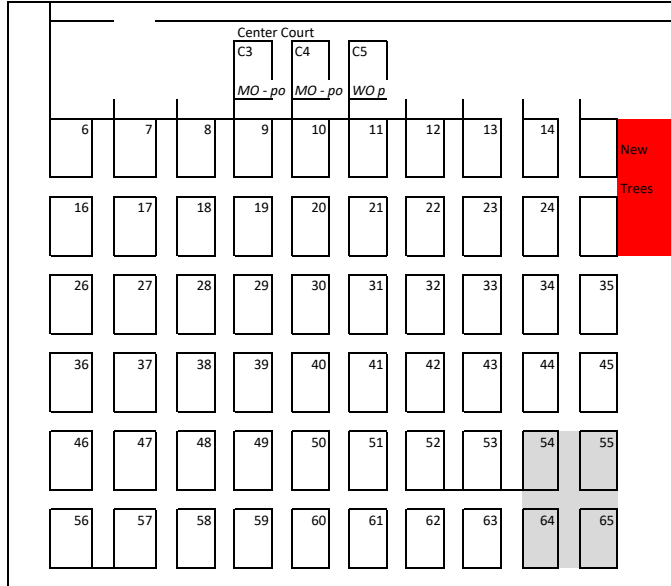 Center Court
C3 C4 C5
MO - po MO - po WO p
6 7 8 9 10 11 12 13 14
New
Trees
16 17 18 19 20 21 22 23 24
26 27 28 29 30 31 32 33 34 35
36 37 38 39 40 41 42 43 44 45
46 47 48 49 50 51 52 53 54 55
56 57 58 59 60 61 62 63 64 65